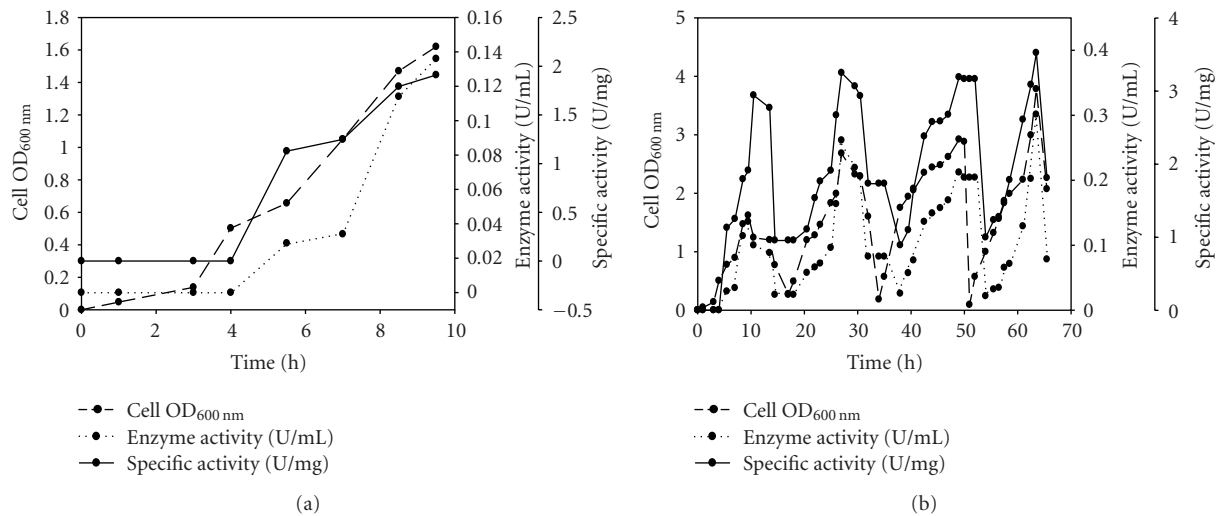 1.8
1.6
1.4
1.2
1
0.8
0.6
0.4
0.2
0
Cell OD600 nm
0 2 4 6 8 10
Time (h)
0.16
0.14
0.12
0.1
0.08
0.06
0.04
0.02
0
Enzyme activity (U/mL)
2.5
2
1.5
1
0.5
0
−0.5
Specific activity (U/mg)
Cell OD600 nm
Enzyme activity (U/mL)
Specific activity (U/mg)
(a)
5
4
3
2
1
0
Cell OD600 nm
0 10 20 30 40 50 60 70
Time (h)
0.4
0.3
0.2
0.1
0
Enzyme activity (U/mL)
4
3
2
1
0
Specific activity (U/mg)
Cell OD600 nm
Enzyme activity (U/mL)
Specific activity (U/mg)
(b)